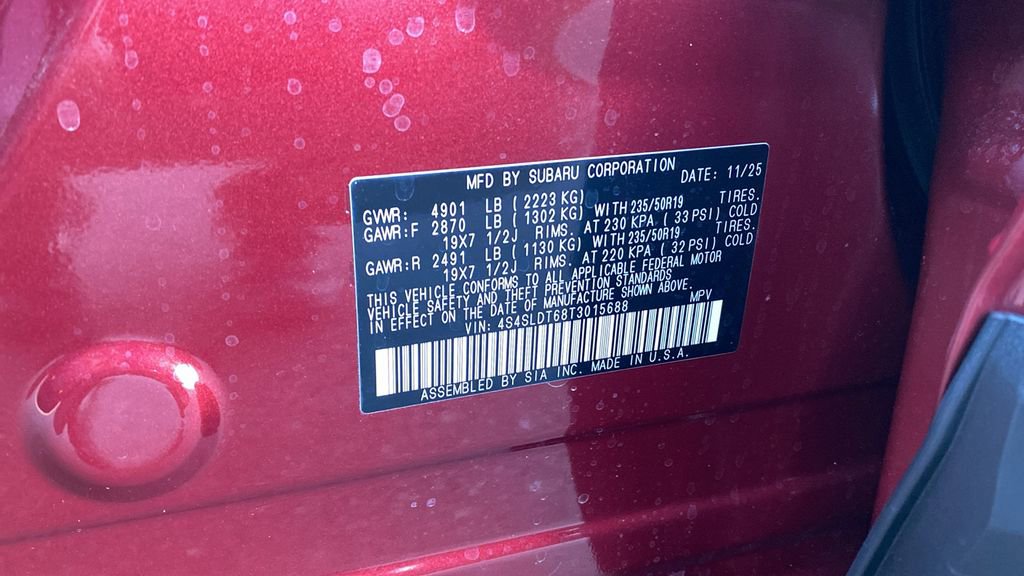 MFD BY SUBARU CORPORATION DATE: 11/25
GVWR: 4901 LB ( 2223 KG)
GAWR:F 2870 LB ( 1302 KG) WITH 235/50R19 TIRES.
19X7 1/2J RIMS. AT 230 KPA ( 33 PSI) COLD
GAWR:R 2491 LB ( 1130 KG) WITH 235/50R19 TIRES.
19X7 1/2J RIMS. AT 220 KPA ( 32 PSI) COLD
THIS VEHICLE CONFORMS TO ALL APPLICABLE FEDERAL MOTOR
VEHICLE SAFETY AND THEFT PREVENTION STANDARDS
IN EFFECT ON THE DATE OF MANUFACTURE SHOWN ABOVE.
VIN: 4S4SLDT68T3015688 MPV
ASSEMBLED BY SIA INC. MADE IN U.S.A.